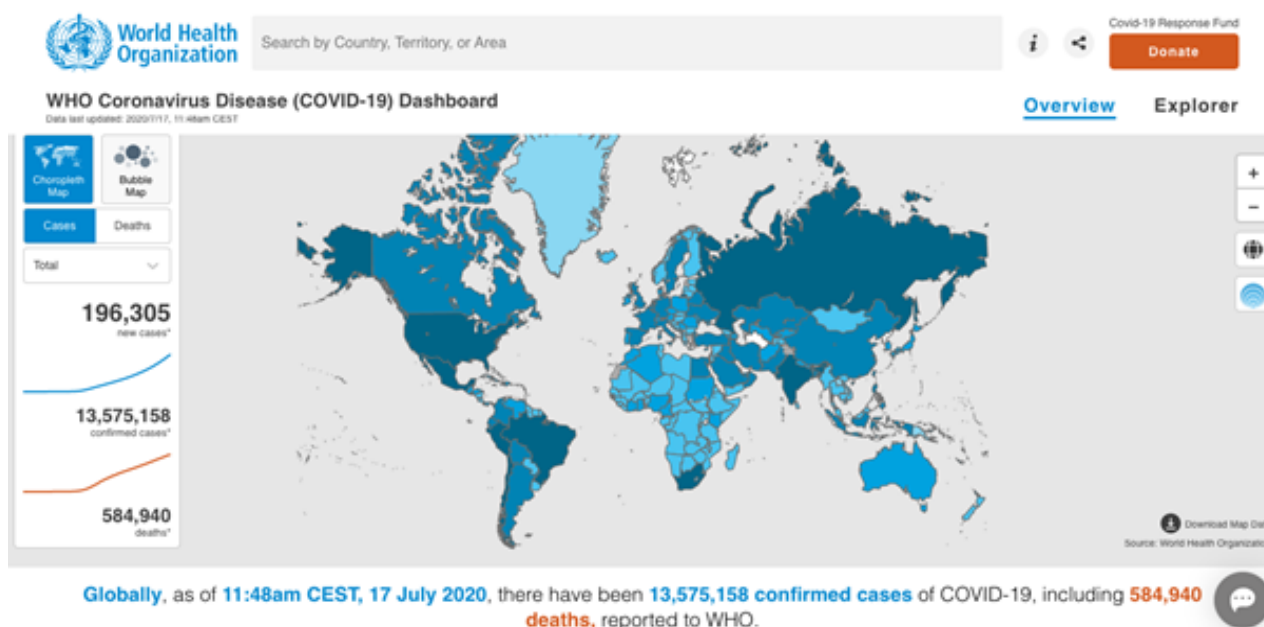 World Health
Organization
Search by Country, Territory, or Area
i
Covid-19 Response Fund
Donate
WHO Coronavirus Disease (COVID-19) Dashboard
Data last updated: 2020/7/17, 11:48am CEST
Overview
Explorer
Choropleth
Map
Bubble
Map
Cases
Deaths
Total
196,305
new cases*
13,575,158
confirmed cases*
584,940
deaths*
+
−
Download Map Dat
Source: World Health Organizatio
Globally, as of 11:48am CEST, 17 July 2020, there have been 13,575,158 confirmed cases of COVID-19, including 584,940
deaths, reported to WHO.